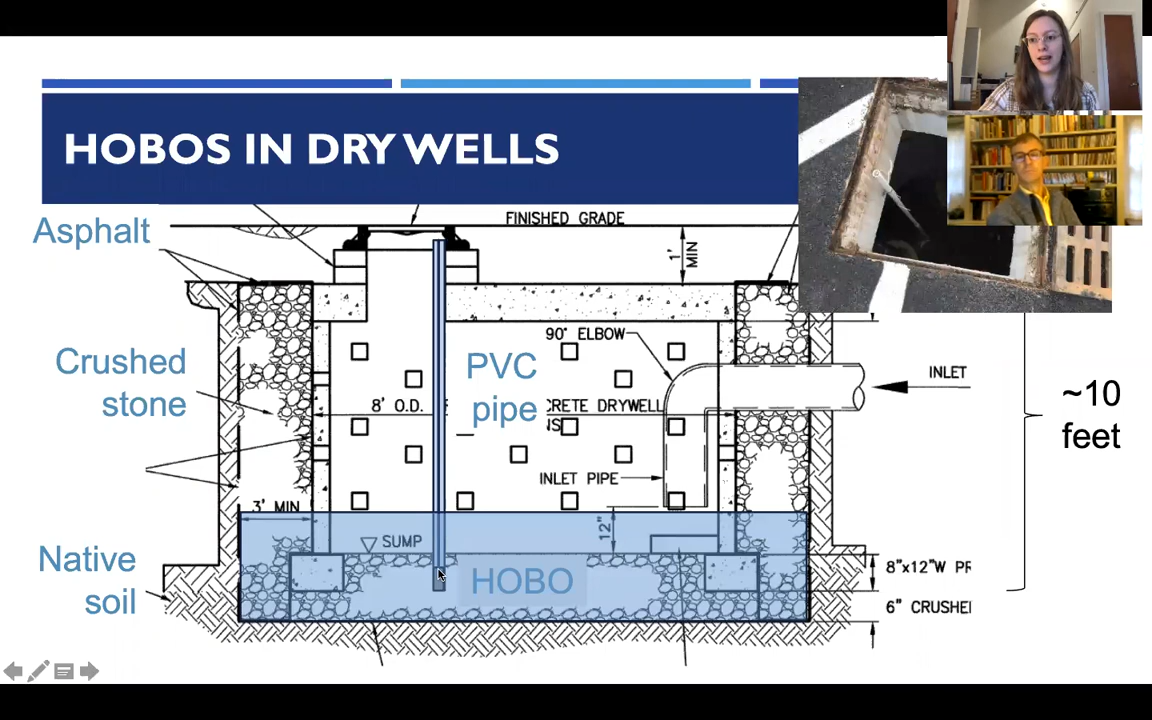 HOBOS IN DRY WELLS
Asphalt
FINISHED GRADE
1'
MIN
90° ELBOW
Crushed
stone
PVC
pipe
INLET
8' O.D.
CRETE DRYWELL
~10
feet
INLET PIPE
3' MIN
12"
SUMP
Native
soil
HOBO
8"x12"W PR
6" CRUSHE